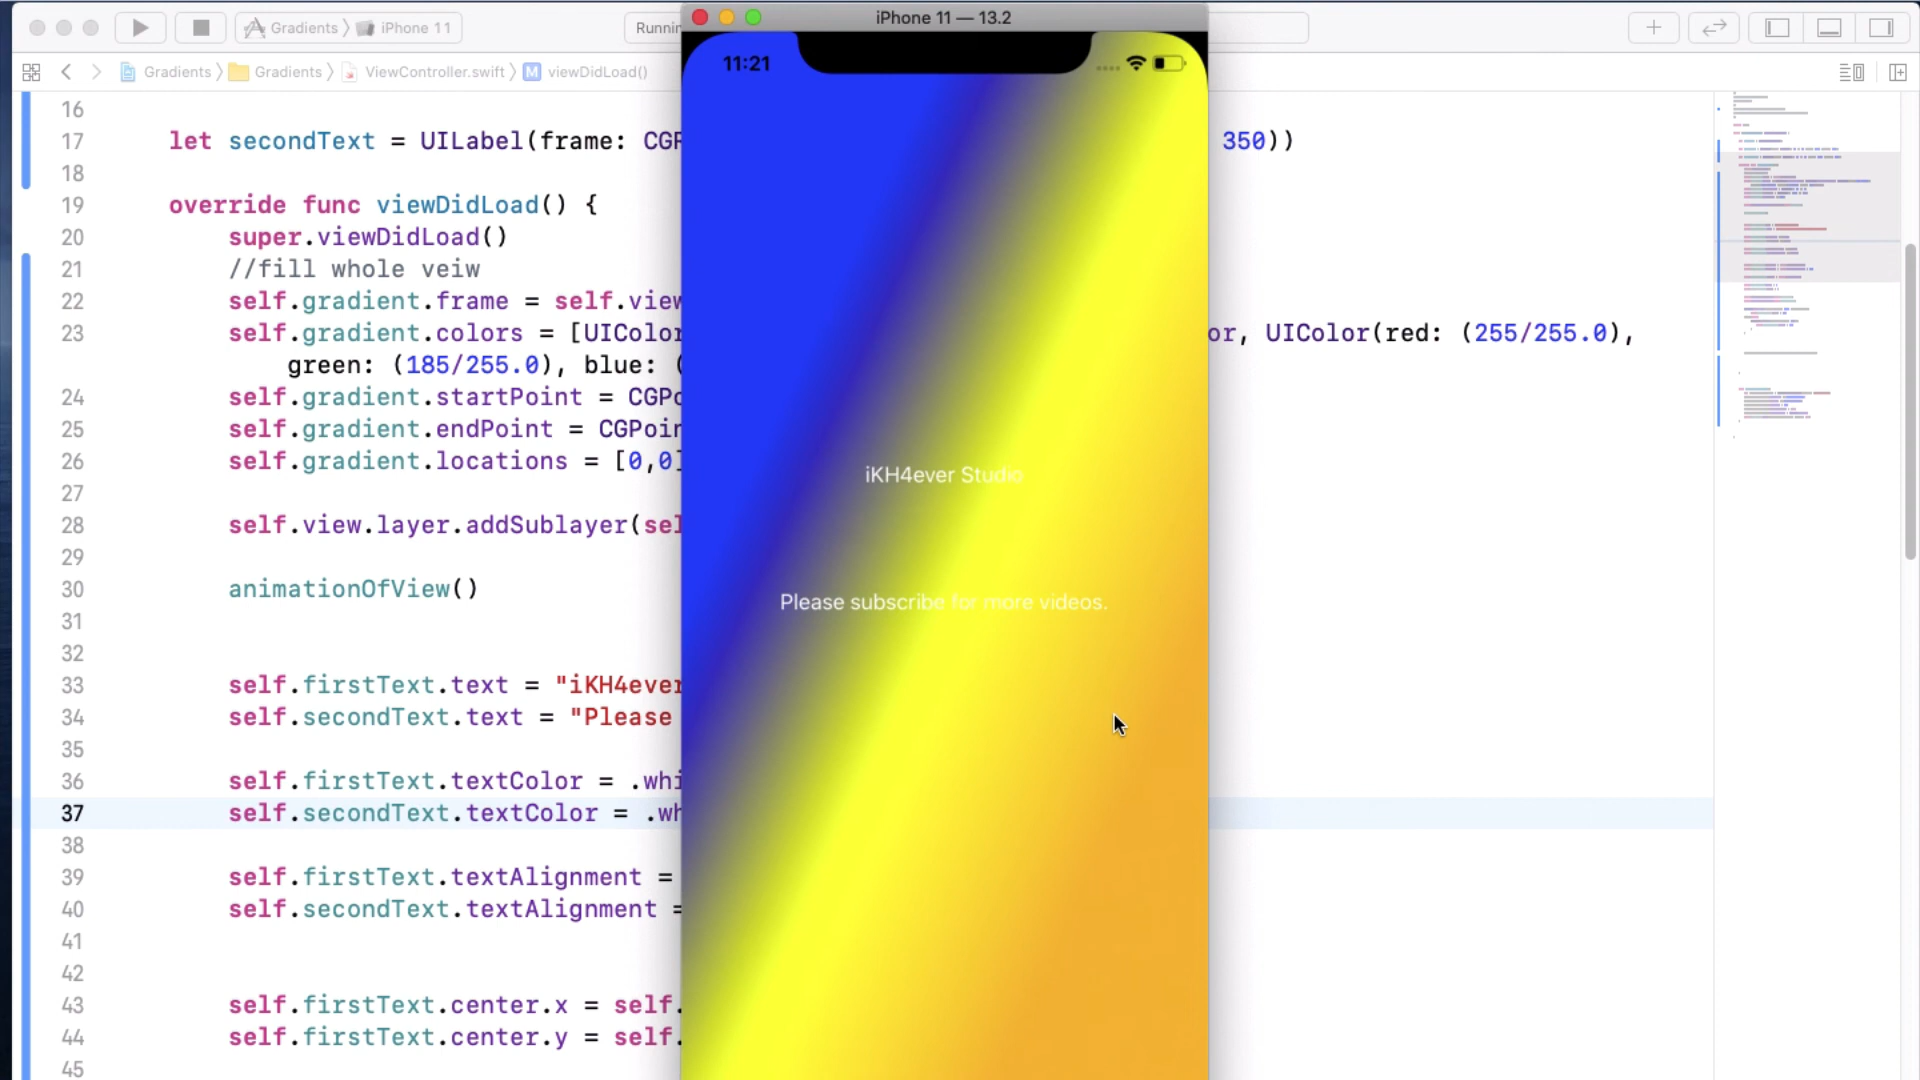 Gradients 〉 iPhone 11
Runnin
iPhone 11 — 13.2
Gradients 〉 Gradients 〉 ViewController.swift 〉 M viewDidLoad()
11:21
16
17 let secondText = UILabel(frame: CGR 350))
18
19 override func viewDidLoad() {
20 super.viewDidLoad()
21 //fill whole veiw
22 self.gradient.frame = self.view
23 self.gradient.colors = [UIColor or, UIColor(red: (255/255.0),
green: (185/255.0), blue: (
24 self.gradient.startPoint = CGPo
25 self.gradient.endPoint = CGPoin
26 self.gradient.locations = [0,0]
27
28 self.view.layer.addSublayer(sel
29
30 animationOfView()
31
32
33 self.firstText.text = "iKH4ever
34 self.secondText.text = "Please
35
36 self.firstText.textColor = .whi
37 self.secondText.textColor = .wh
38
39 self.firstText.textAlignment =
40 self.secondText.textAlignment =
41
42
43 self.firstText.center.x = self.
44 self.firstText.center.y = self.
45
iKH4ever Studio
Please subscribe for more videos.